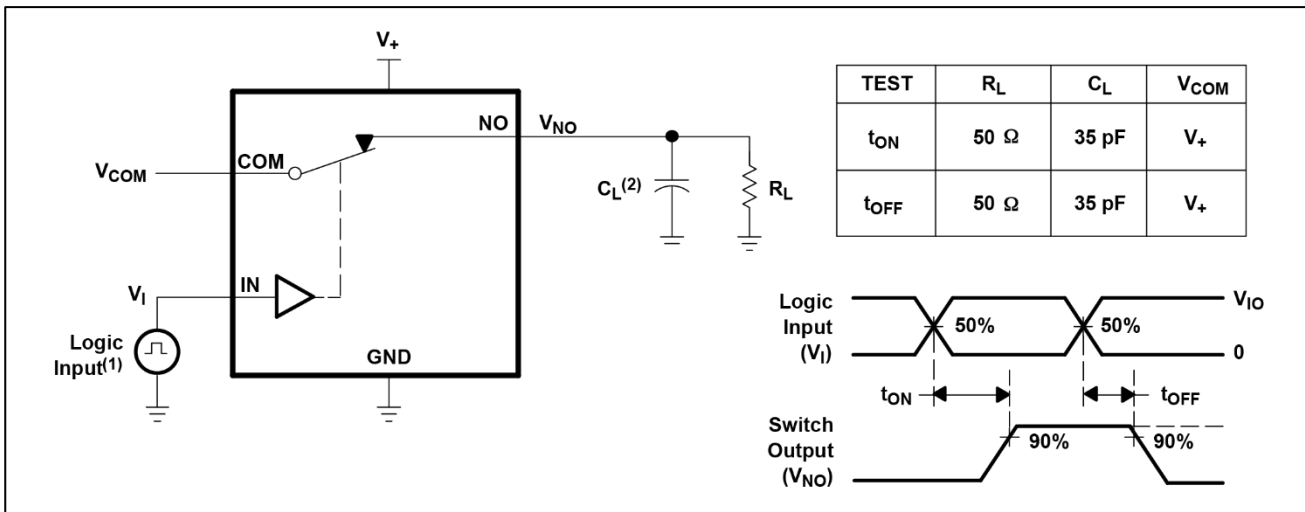 V+
NO
VNO
COM
VCOM
CL(2)
RL
IN
VI
Logic
Input(1)
GND
TEST RL CL VCOM
tON 50 Ω 35 pF V+
tOFF 50 Ω 35 pF V+
Logic
Input
(VI)
50%
50%
VIO
0
tON
tOFF
Switch
Output
(VNO)
90%
90%